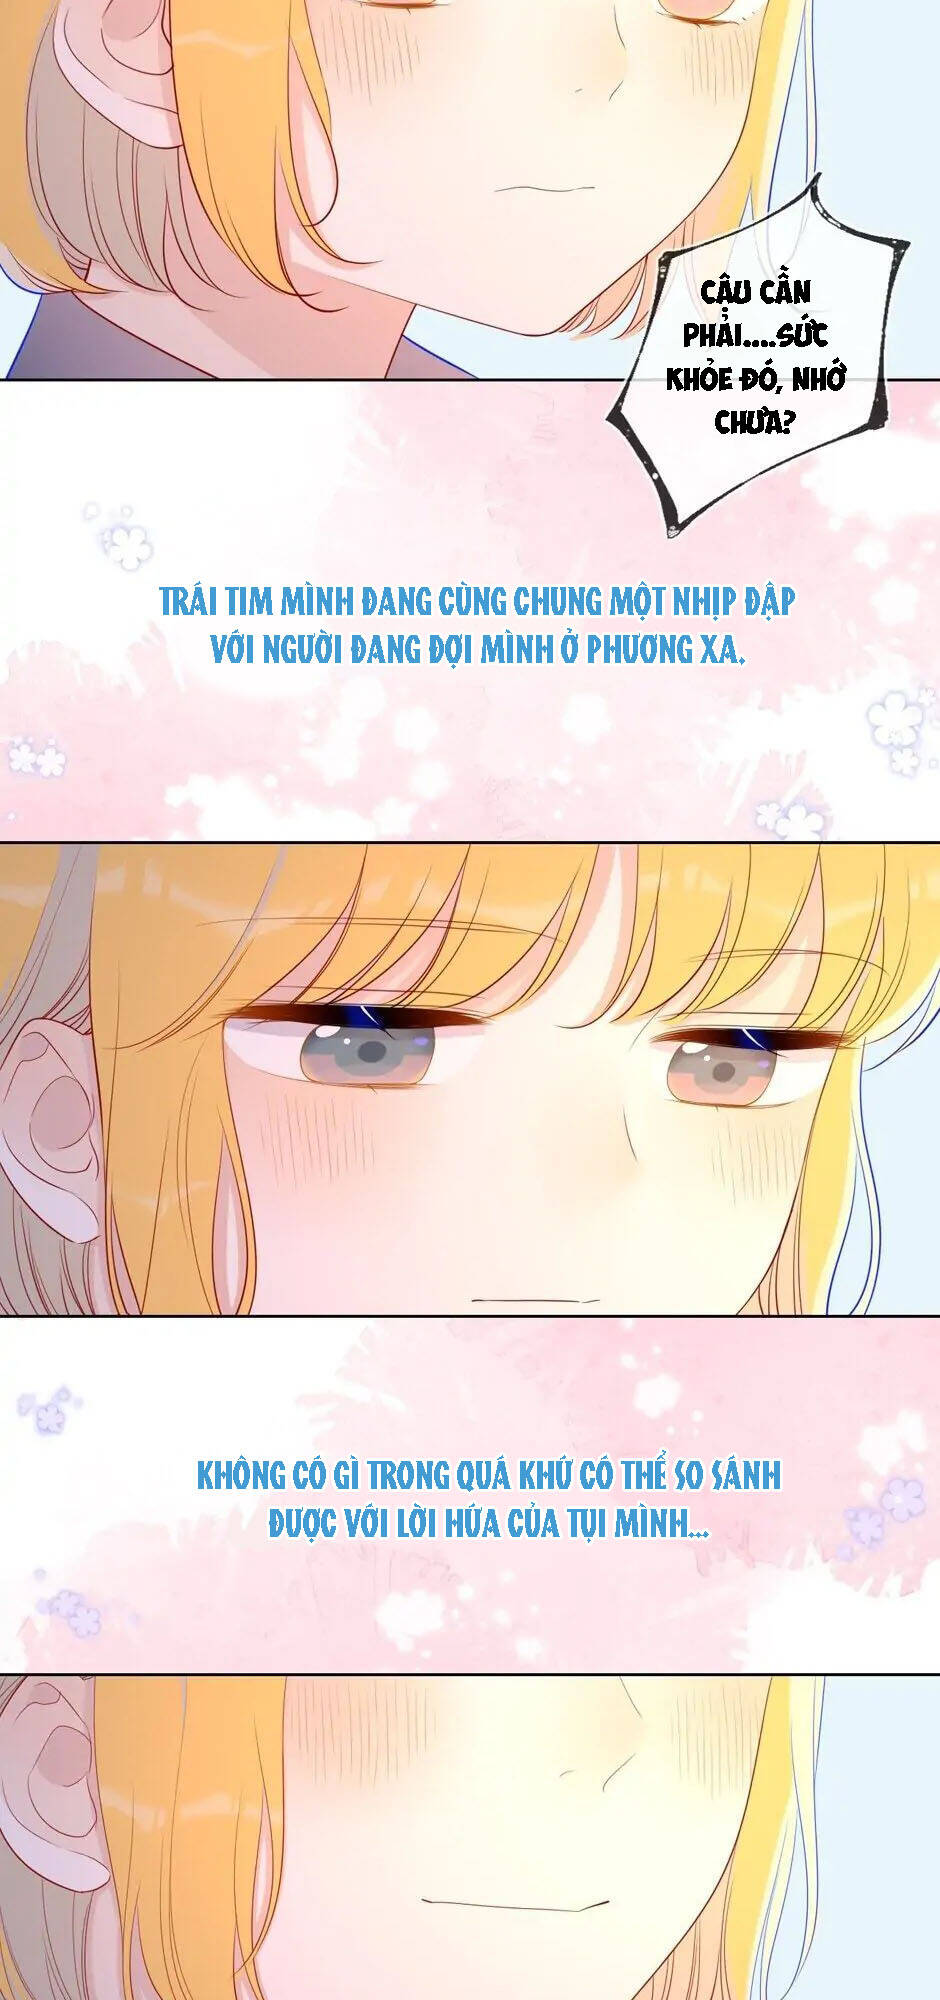 CẬU CẦN
PHẢI....SỨC
KHỎE ĐÓ, NHỚ
CHƯA?
TRÁI TIM MÌNH ĐANG CÙNG CHUNG MỘT NHỊP ĐẬP
VỚI NGƯỜI ĐANG ĐỢI MÌNH Ở PHƯƠNG XA.
KHÔNG CÓ GÌ TRONG QUÁ KHỨ CÓ THỂ SO SÁNH
ĐƯỢC VỚI LỜI HỨA CỦA TỤI MÌNH...